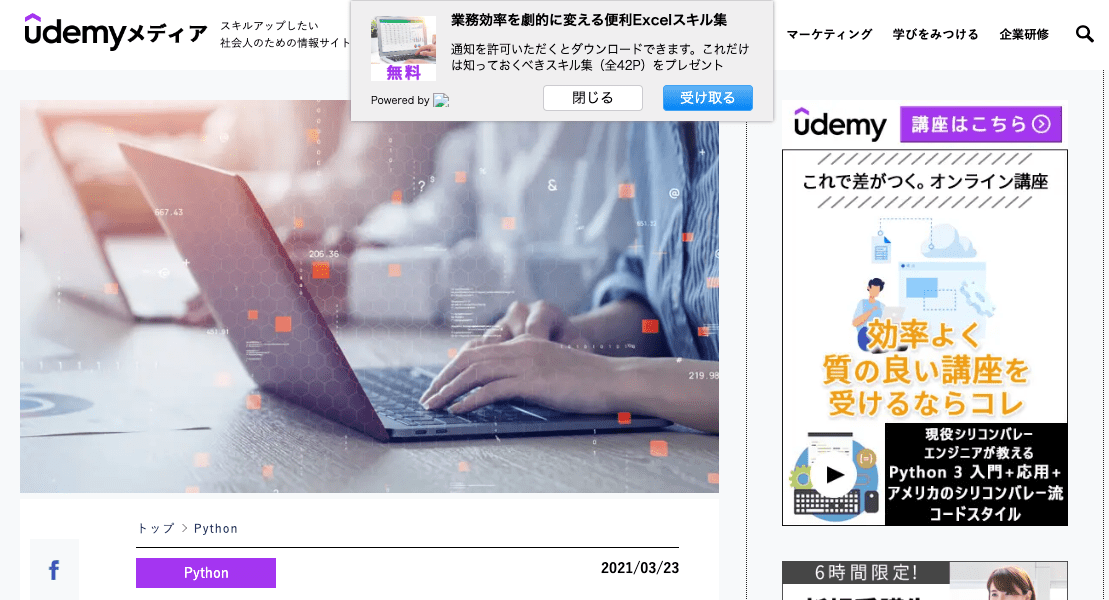 udemyメディア
スキルアップしたい
社会人のための情報サイト
業務効率を劇的に変える便利Excelスキル集
通知を許可いただくとダウンロードできます。これだけ
は知っておくべきスキル集（全42P）をプレゼント
無料
Powered by
閉じる
受け取る
マーケティング
学びをみつける
企業研修
667.43
206.36
651.22
651.01
219.98
?
$
&
@
udemy
講座はこちら
これで差がつく。オンライン講座
効率よく
質の良い講座を
受けるならコレ
現役シリコンバレー
エンジニアが教える
Python 3 入門+応用+
アメリカのシリコンバレー流
コードスタイル
6時間限定!
トップ > Python
Python
2021/03/23
f